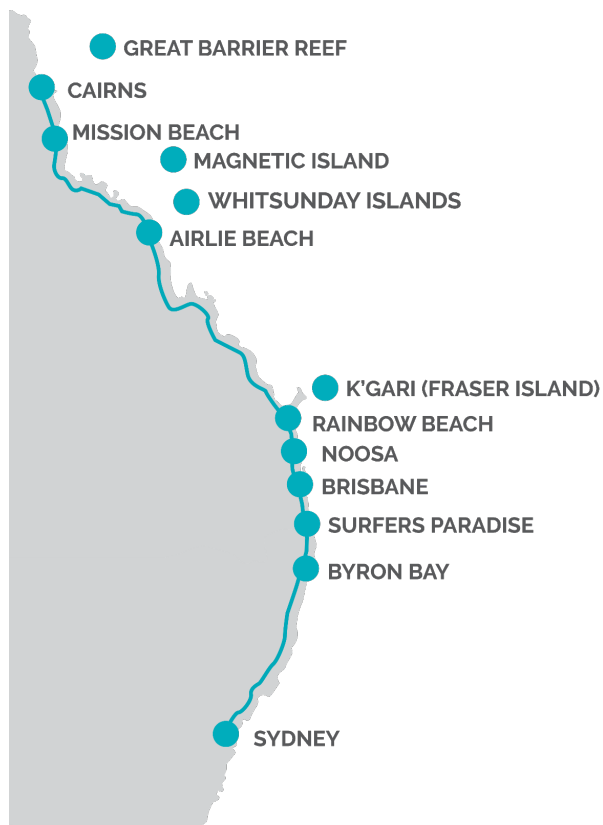 GREAT BARRIER REEF
CAIRNS
MISSION BEACH
MAGNETIC ISLAND
WHITSUNDAY ISLANDS
AIRLIE BEACH
K'GARI (FRASER ISLAND)
RAINBOW BEACH
NOOSA
BRISBANE
SURFERS PARADISE
BYRON BAY
SYDNEY